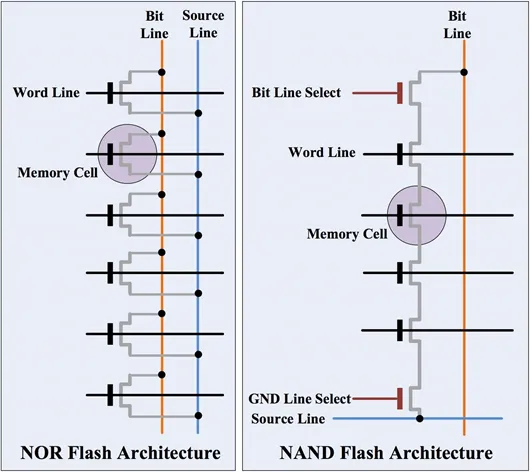 Bit
Line
Source
Line
Word Line
Memory Cell
NOR Flash Architecture
Bit
Line
Bit Line Select
Word Line
Memory Cell
GND Line Select
Source Line
NAND Flash Architecture